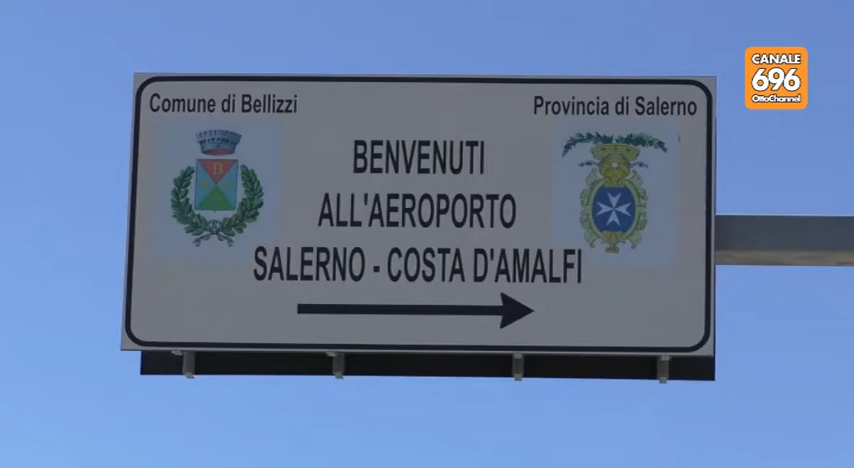 CANALE
696
OttoChannel
Comune di Bellizzi
Provincia di Salerno
BENVENUTI
ALL'AEROPORTO
SALERNO - COSTA D'AMALFI
B